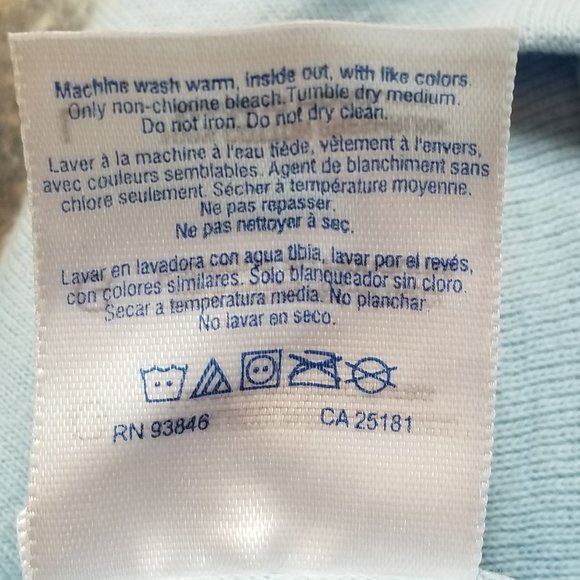 Machine wash warm, inside out, with like colors.
Only non-chlorine bleach.Tumble dry medium.
Do not iron. Do not dry clean.
Laver à la machine à l'eau tiède, vêtement à l'envers,
avec couleurs semblables. Agent de blanchiment sans
chlore seulement. Sécher à température moyenne.
Ne pas repasser.
Ne pas nettoyer à sec.
Lavar en lavadora con agua tibia, lavar por el revés,
con colores similares. Solo blanqueador sin cloro.
Secar a temperatura media. No planchar.
No lavar en seco.
RN 93846 CA 25181